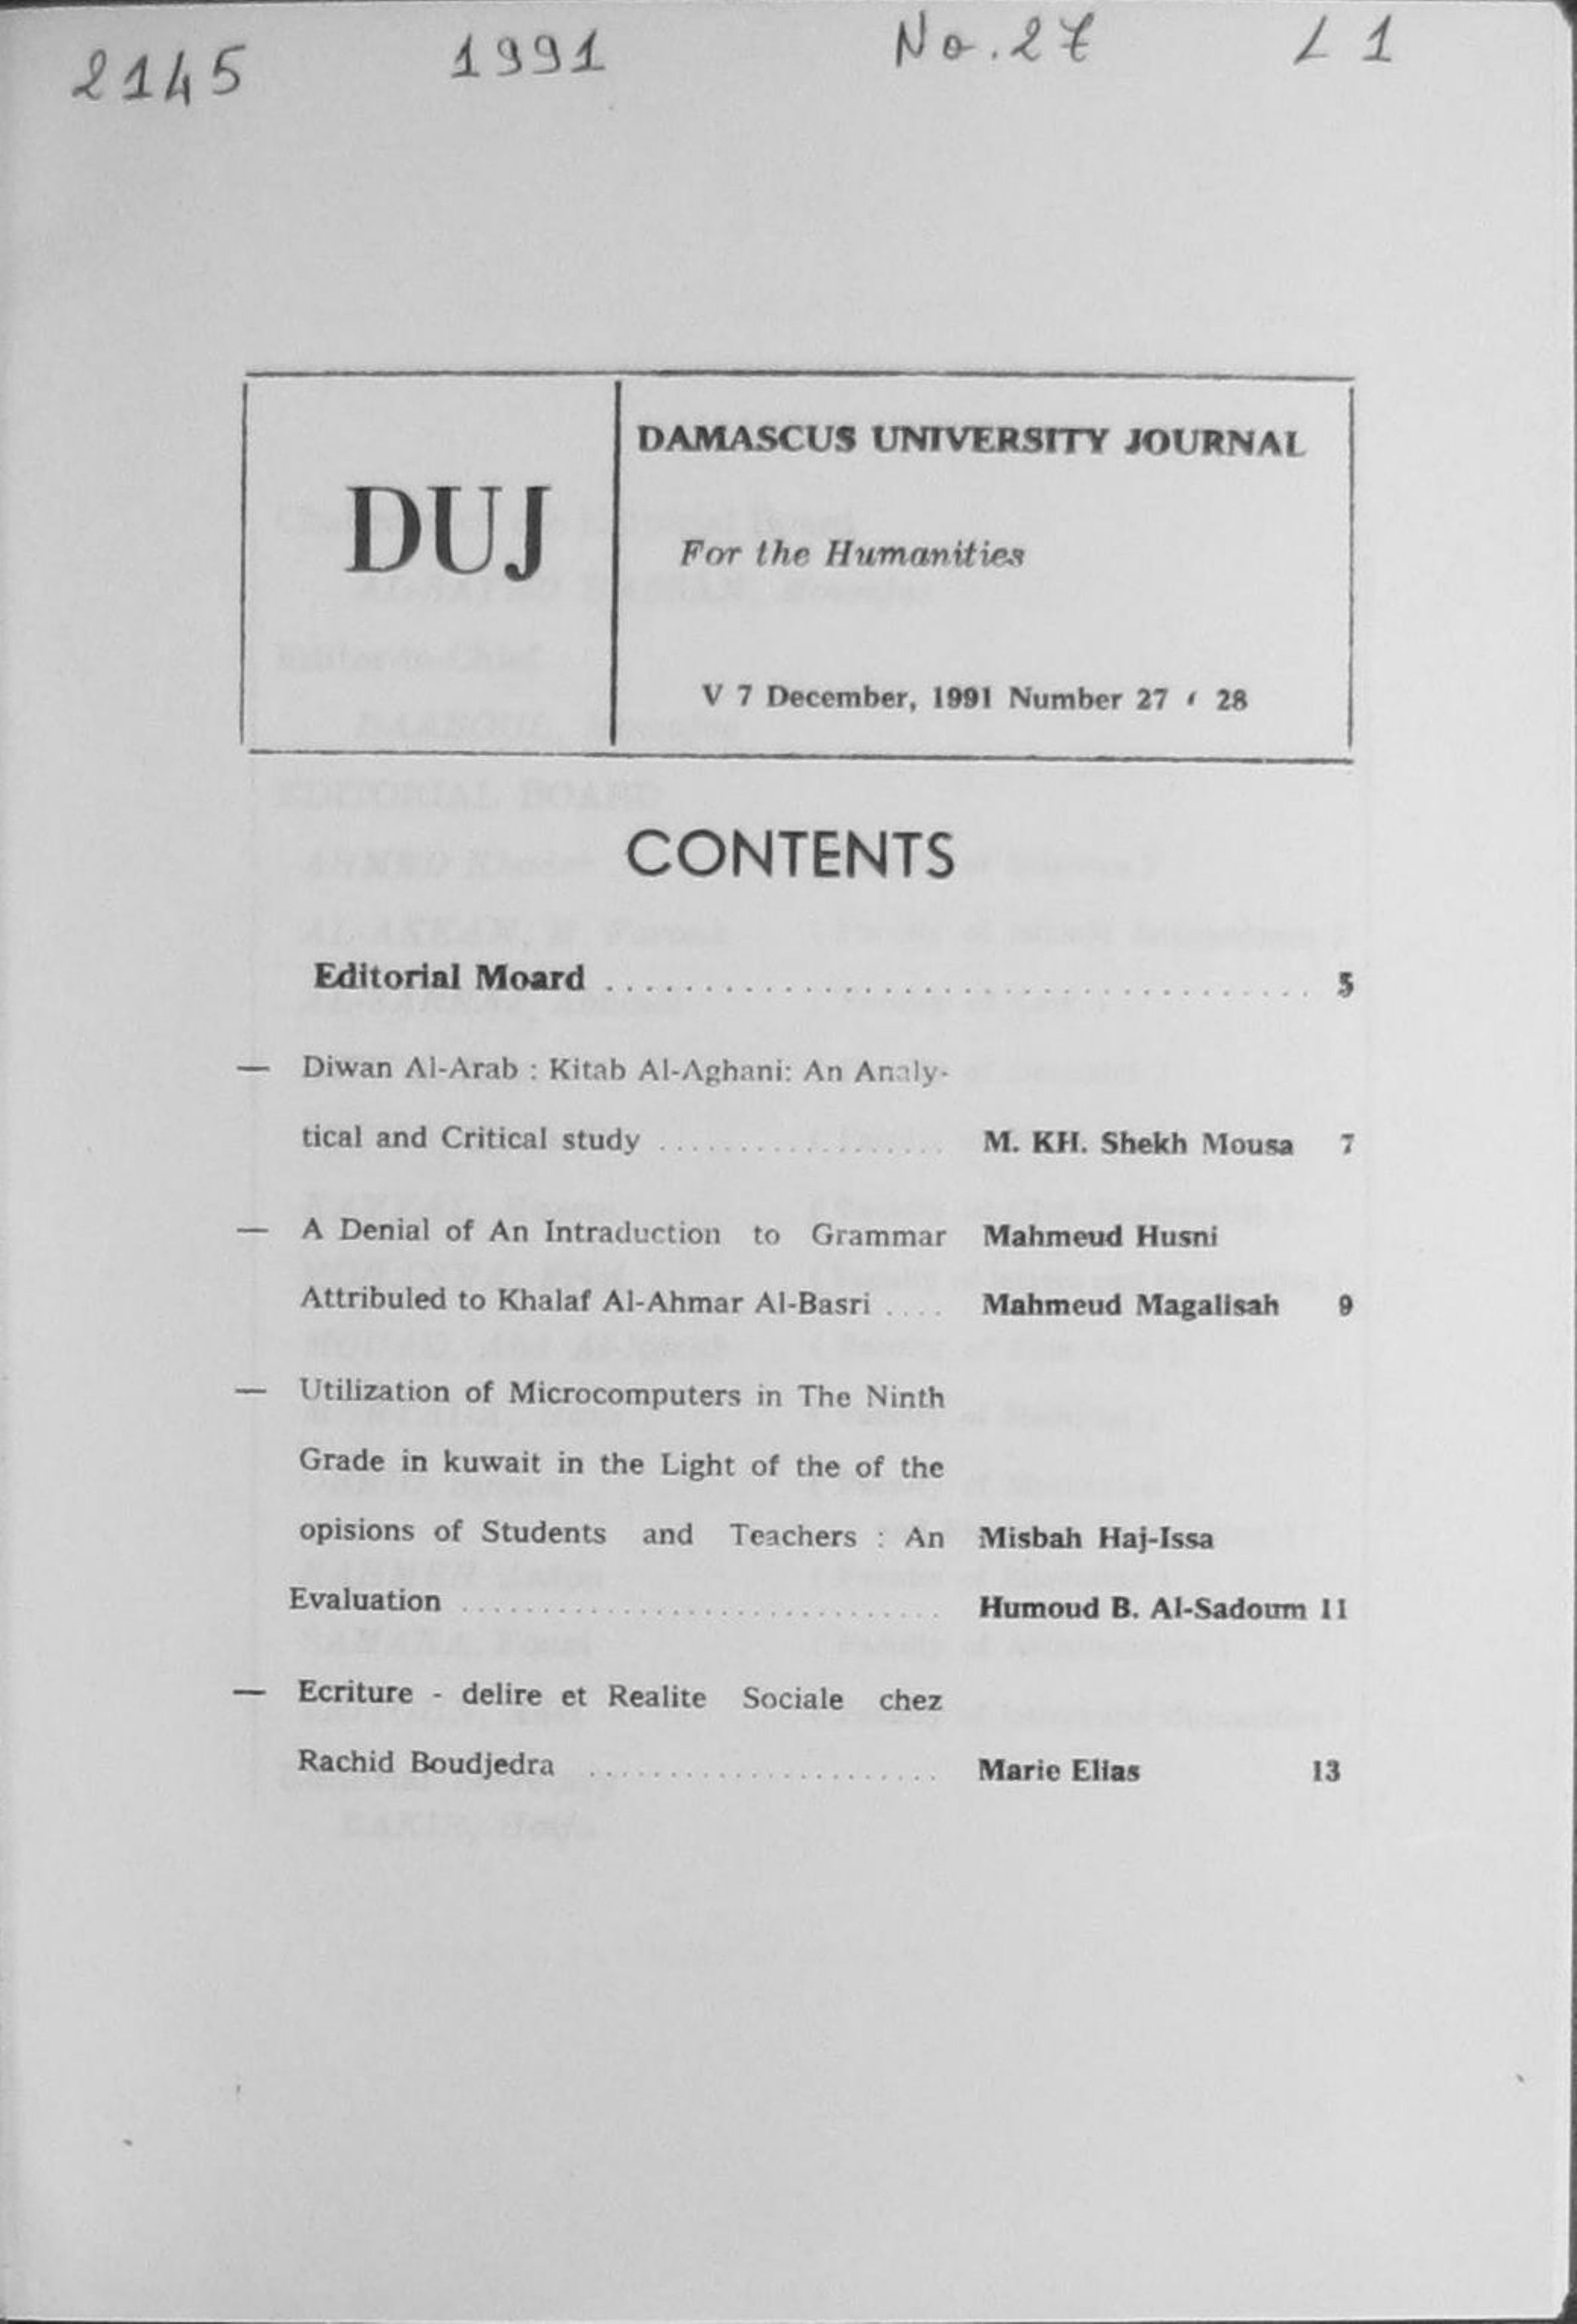 2145 1991 No. 27 L 1
DUJ
DAMASCUS UNIVERSITY JOURNAL
For the Humanities
V 7 December, 1991 Number 27 ، 28
CONTENTS
Editorial Moard ........................................ 5
— Diwan Al-Arab : Kitab Al-Aghani: An Analy-
tical and Critical study .................. M. KH. Shekh Mousa 7
— A Denial of An Intraduction to Grammar Mahmeud Husni
Attribuled to Khalaf Al-Ahmar Al-Basri .... Mahmeud Magalisah 9
— Utilization of Microcomputers in The Ninth
Grade in kuwait in the Light of the of the
opisions of Students and Teachers : An Misbah Haj-Issa
Evaluation .............................. Humoud B. Al-Sadoum 11
— Ecriture - delire et Realite Sociale chez
Rachid Boudjedra ...................... Marie Elias 13